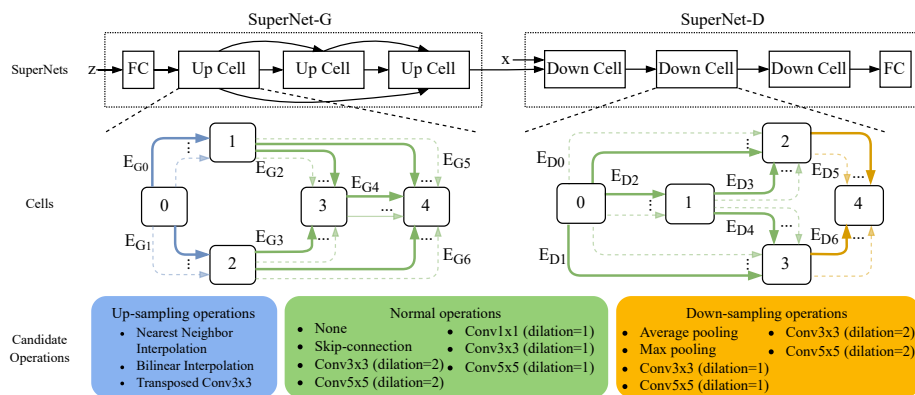 SuperNet-G
SuperNet-D
SuperNets
z
FC
Up Cell
Up Cell
Up Cell
x
Down Cell
Down Cell
Down Cell
FC
Cells
0
1
2
3
4
E_G0
E_G1
E_G2
E_G3
E_G4
E_G5
E_G6
...
...
...
...
...
...
...
0
1
2
3
4
E_D0
E_D1
E_D2
E_D3
E_D4
E_D5
E_D6
...
...
...
...
...
...
...
Candidate
Operations
Up-sampling operations
• Nearest Neighbor
Interpolation
• Bilinear Interpolation
• Transposed Conv3x3
Normal operations
• None
• Skip-connection
• Conv3x3 (dilation=2)
• Conv5x5 (dilation=2)
• Conv1x1 (dilation=1)
• Conv3x3 (dilation=1)
• Conv5x5 (dilation=1)
Down-sampling operations
• Average pooling
• Max pooling
• Conv3x3 (dilation=1)
• Conv5x5 (dilation=1)
• Conv3x3 (dilation=2)
• Conv5x5 (dilation=2)